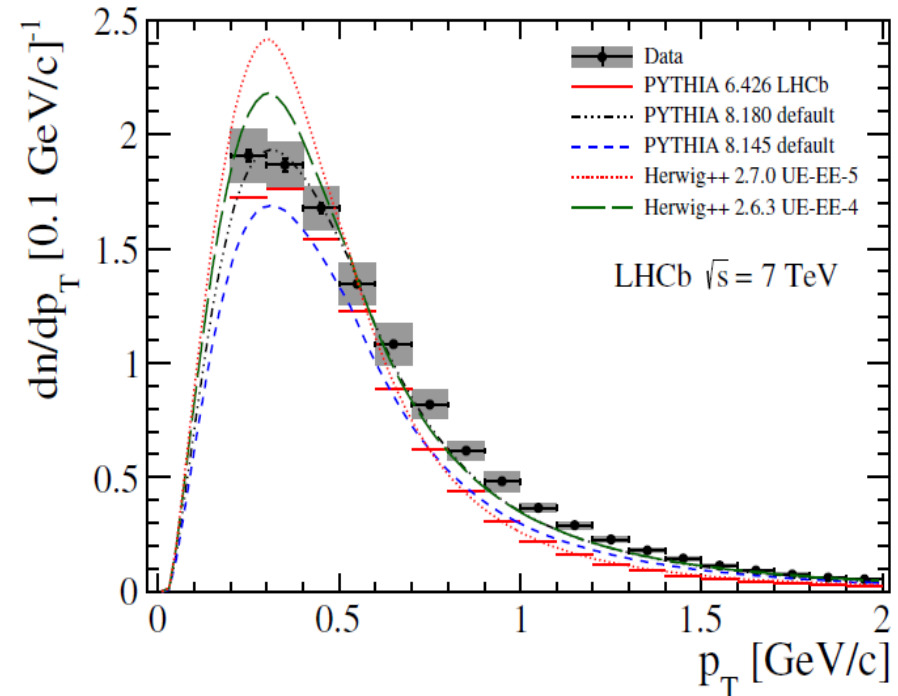 dn/dp_T [0.1 GeV/c]^-1
2.5
2
1.5
1
0.5
0
Data
PYTHIA 6.426 LHCb
PYTHIA 8.180 default
PYTHIA 8.145 default
Herwig++ 2.7.0 UE-EE-5
Herwig++ 2.6.3 UE-EE-4
LHCb √s = 7 TeV
0 0.5 1 1.5 2
p_T [GeV/c]